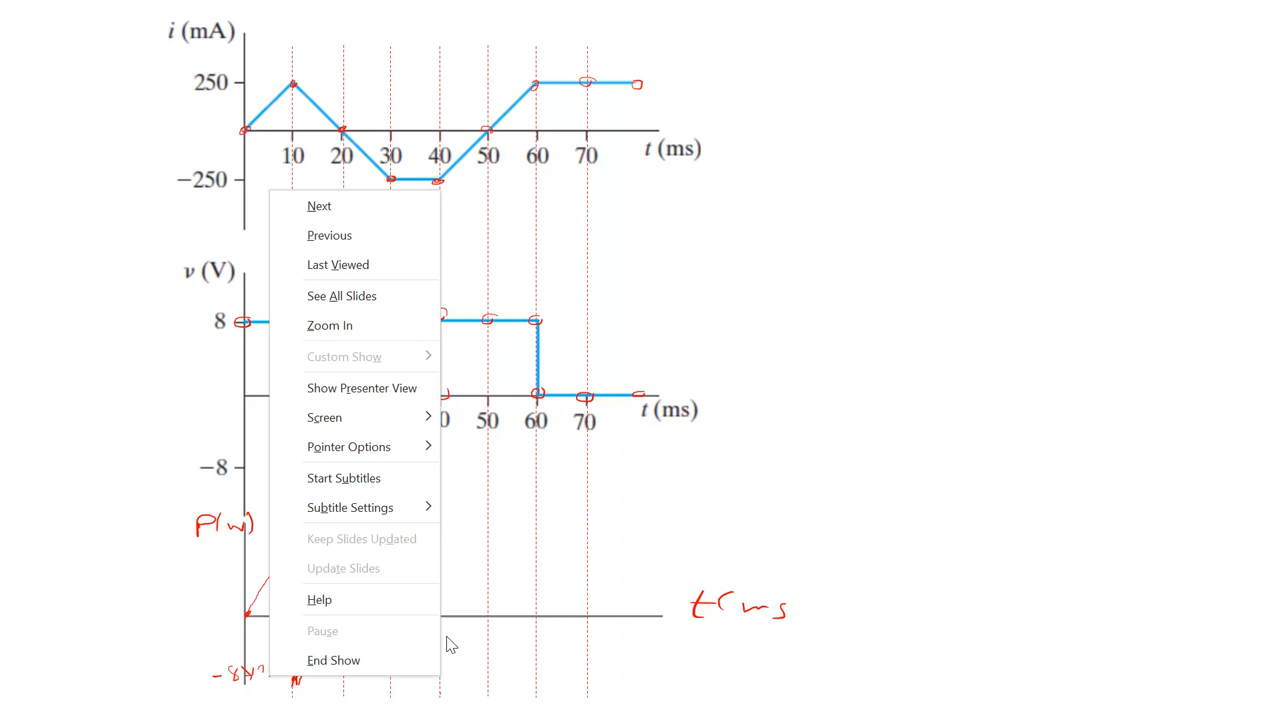 i (mA)
250
10 20 30 40 50 60 70 t (ms)
−250
Next
Previous
Last Viewed
See All Slides
Zoom In
Custom Show
Show Presenter View
Screen
Pointer Options
Start Subtitles
Subtitle Settings
Keep Slides Updated
Update Slides
Help
Pause
End Show
v (V)
8
0 50 60 70 t (ms)
−8
P(w)
t(ms